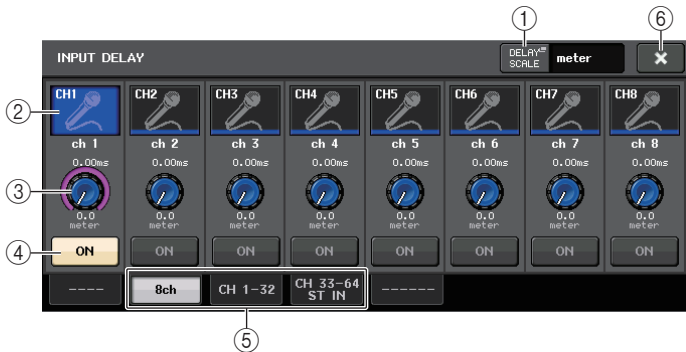 ① ⑥
INPUT DELAY
DELAY SCALE meter
×
② CH1 CH2 CH3 CH4 CH5 CH6 CH7 CH8
ch 1 ch 2 ch 3 ch 4 ch 5 ch 6 ch 7 ch 8
0.00ms 0.00ms 0.00ms 0.00ms 0.00ms 0.00ms 0.00ms 0.00ms
③
0.0 0.0 0.0 0.0 0.0 0.0 0.0 0.0
meter meter meter meter meter meter meter meter
④ ON ON ON ON ON ON ON ON
---- 8ch CH 1-32 CH 33-64 ST IN ------
⑤